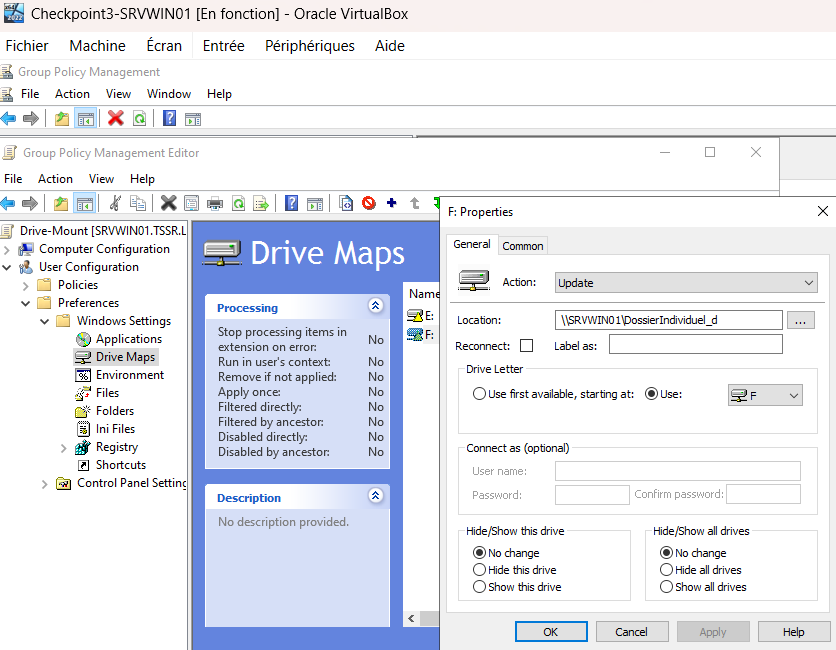 Checkpoint3-SRVWIN01 [En fonction] - Oracle VirtualBox
Fichier Machine Écran Entrée Périphériques Aide
Group Policy Management
File Action View Window Help
Group Policy Management Editor
File Action View Help
Drive-Mount [SRVWIN01.TSSR.L
Computer Configuration
User Configuration
Policies
Preferences
Windows Settings
Applications
Drive Maps
Environment
Files
Folders
Ini Files
Registry
Shortcuts
Control Panel Setting
Drive Maps
Processing
Stop processing items in extension on error: No
Run in user's context: No
Remove if not applied: No
Apply once: No
Filtered directly: No
Filtered by ancestor: No
Disabled directly: No
Disabled by ancestor: No
Description
No description provided.
Name
E:
F:
F: Properties
General Common
Action: Update
Location: \\SRVWIN01\DossierIndividuel_d ...
Reconnect: Label as:
Drive Letter
Use first available, starting at: Use: F
Connect as (optional)
User name:
Password: Confirm password:
Hide/Show this drive
No change
Hide this drive
Show this drive
Hide/Show all drives
No change
Hide all drives
Show all drives
OK Cancel Apply Help